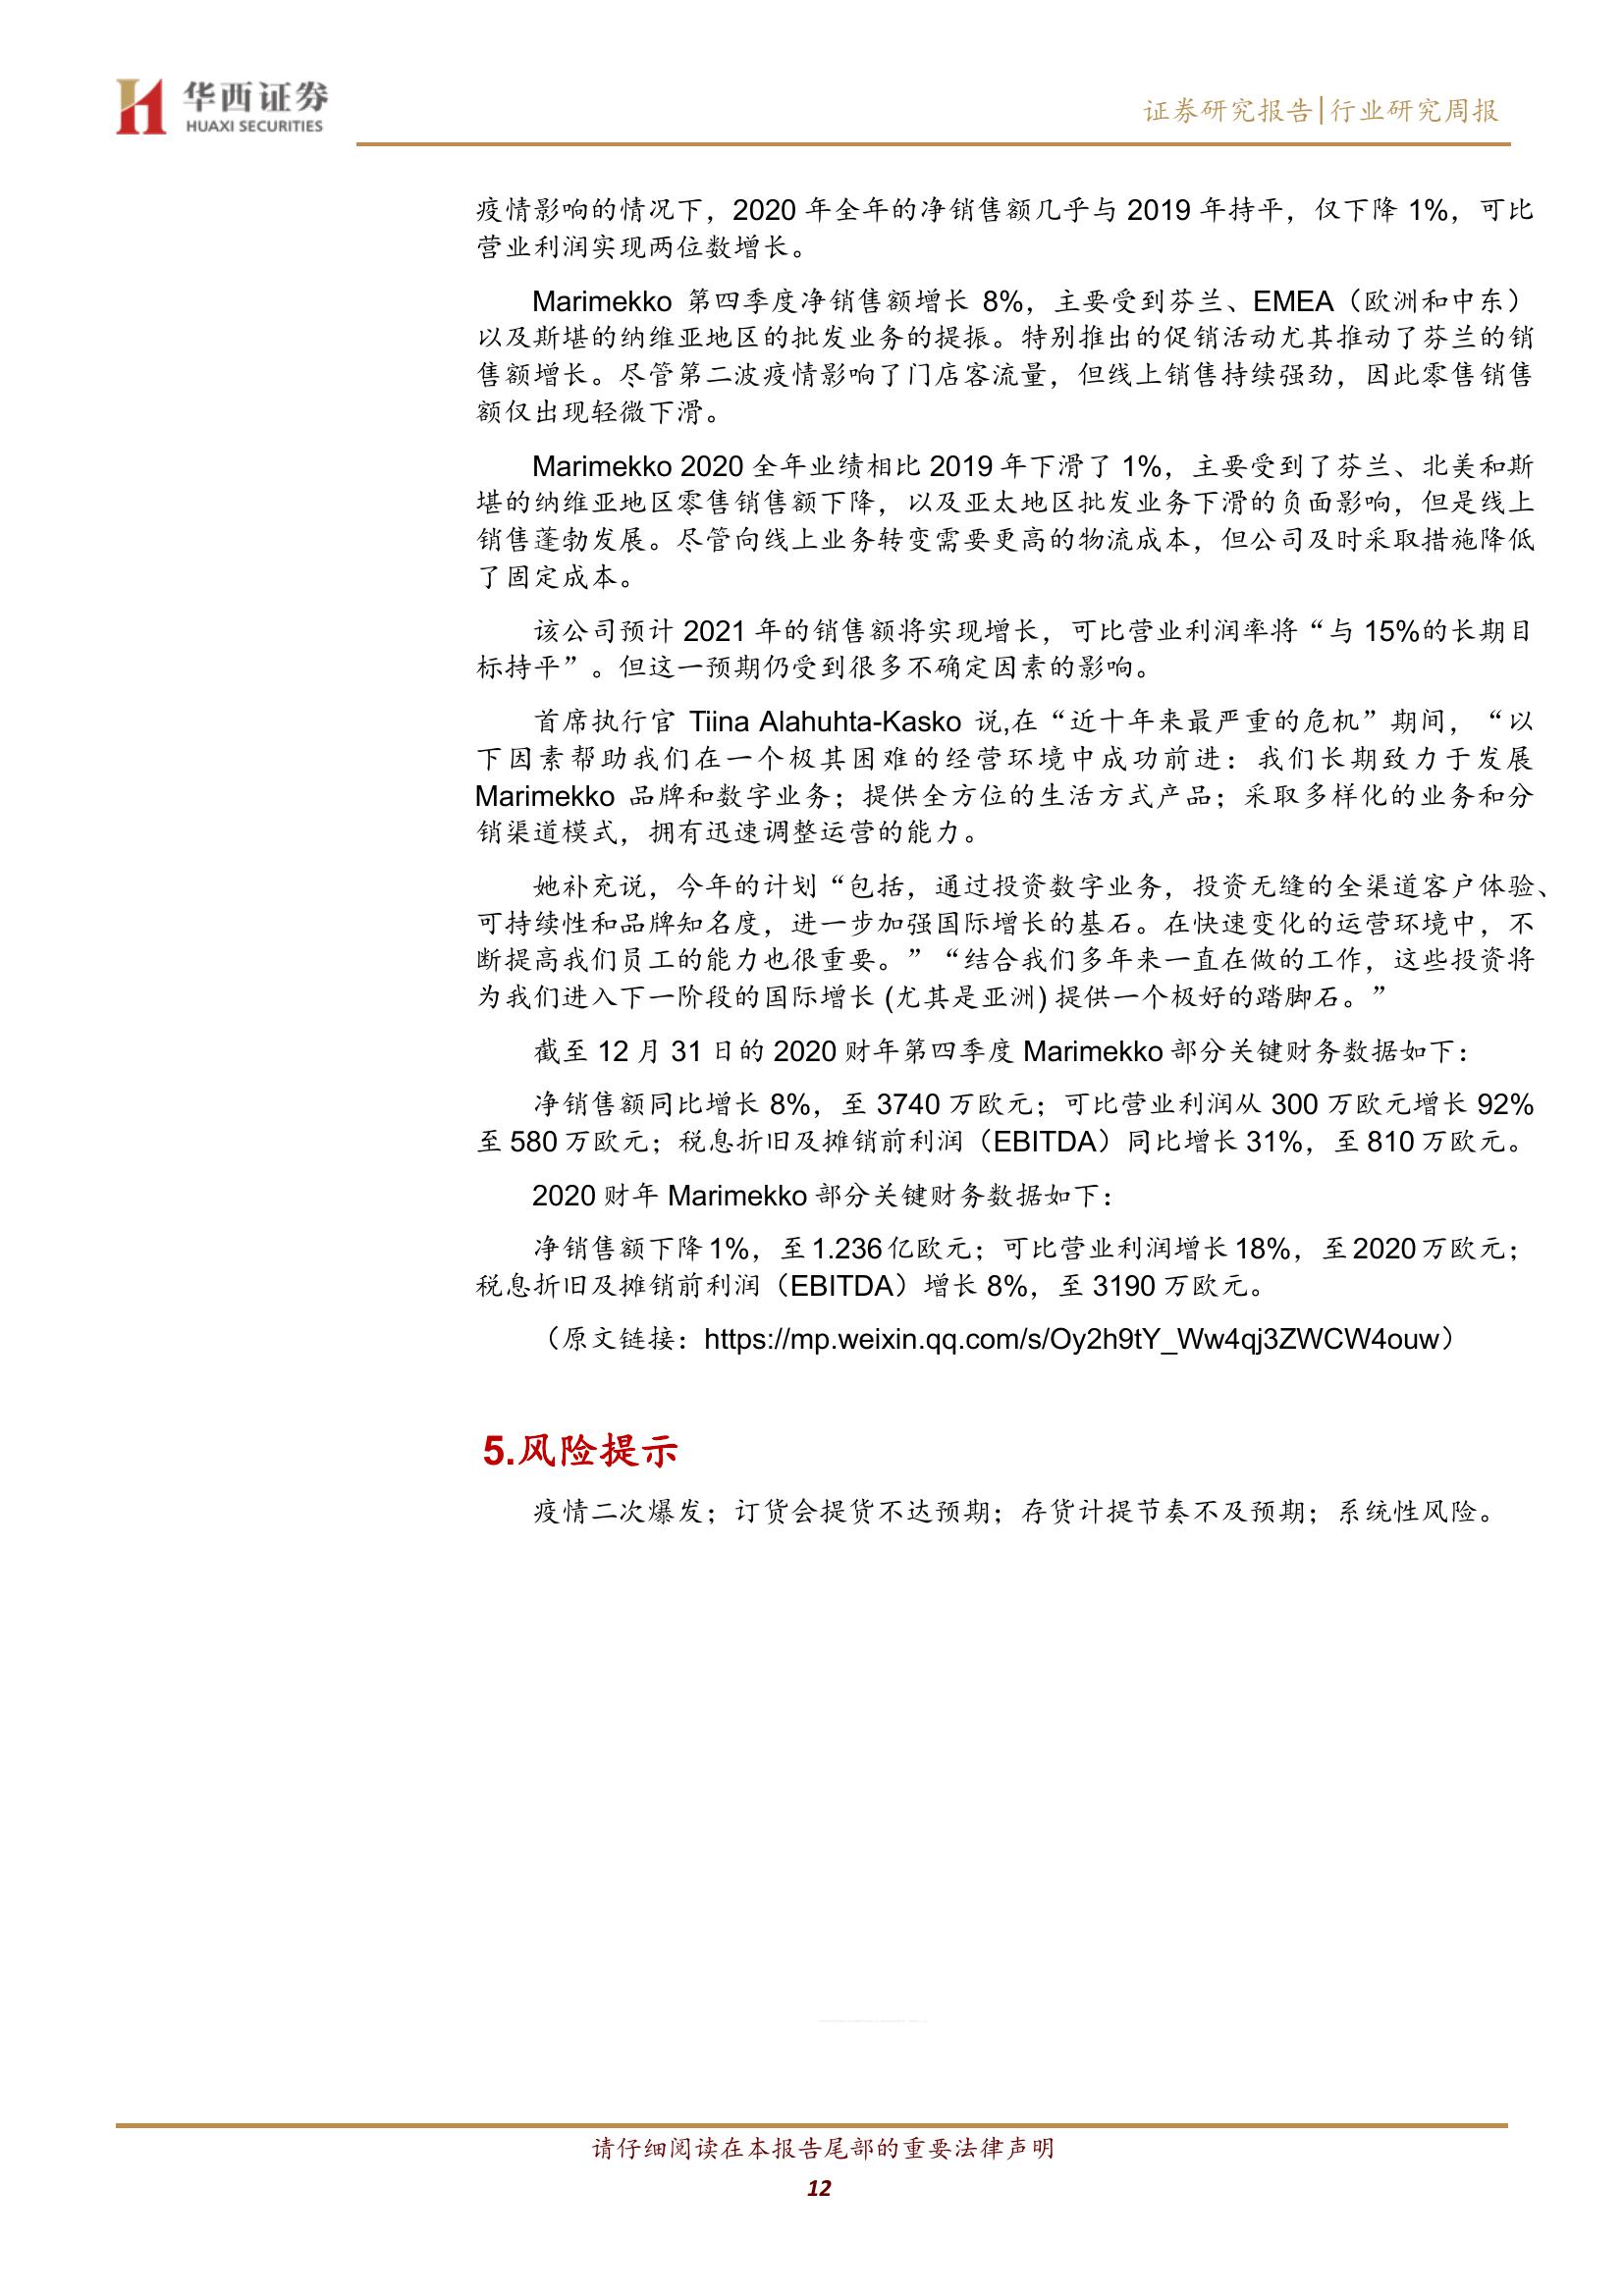 华西证券
HUAXI SECURITIES
证券研究报告|行业研究周报
疫情影响的情况下，2020 年全年的净销售额几乎与 2019 年持平，仅下降 1%，可比
营业利润实现两位数增长。
Marimekko 第四季度净销售额增长 8%，主要受到芬兰、EMEA（欧洲和中东）
以及斯堪的纳维亚地区的批发业务的提振。特别推出的促销活动尤其推动了芬兰的销
售额增长。尽管第二波疫情影响了门店客流量，但线上销售持续强劲，因此零售销售
额仅出现轻微下滑。
Marimekko 2020 全年业绩相比 2019 年下滑了 1%，主要受到了芬兰、北美和斯
堪的纳维亚地区零售销售额下降，以及亚太地区批发业务下滑的负面影响，但是线上
销售蓬勃发展。尽管向线上业务转变需要更高的物流成本，但公司及时采取措施降低
了固定成本。
该公司预计 2021 年的销售额将实现增长，可比营业利润率将“与 15%的长期目
标持平”。但这一预期仍受到很多不确定因素的影响。
首席执行官 Tiina Alahuhta-Kasko 说,在“近十年来最严重的危机”期间，“以
下因素帮助我们在一个极其困难的经营环境中成功前进：我们长期致力于发展
Marimekko 品牌和数字业务；提供全方位的生活方式产品；采取多样化的业务和分
销渠道模式，拥有迅速调整运营的能力。
她补充说，今年的计划“包括，通过投资数字业务，投资无缝的全渠道客户体验、
可持续性和品牌知名度，进一步加强国际增长的基石。在快速变化的运营环境中，不
断提高我们员工的能力也很重要。”“结合我们多年来一直在做的工作，这些投资将
为我们进入下一阶段的国际增长 (尤其是亚洲) 提供一个极好的踏脚石。”
截至 12 月 31 日的 2020 财年第四季度 Marimekko 部分关键财务数据如下：
净销售额同比增长 8%，至 3740 万欧元；可比营业利润从 300 万欧元增长 92%
至 580 万欧元；税息折旧及摊销前利润（EBITDA）同比增长 31%，至 810 万欧元。
2020 财年 Marimekko 部分关键财务数据如下：
净销售额下降 1%，至 1.236 亿欧元；可比营业利润增长 18%，至 2020 万欧元；
税息折旧及摊销前利润（EBITDA）增长 8%，至 3190 万欧元。
（原文链接：https://mp.weixin.qq.com/s/Oy2h9tY_Ww4qj3ZWCW4ouw）
5.风险提示
疫情二次爆发；订货会提货不达预期；存货计提节奏不及预期；系统性风险。
请仔细阅读在本报告尾部的重要法律声明
12